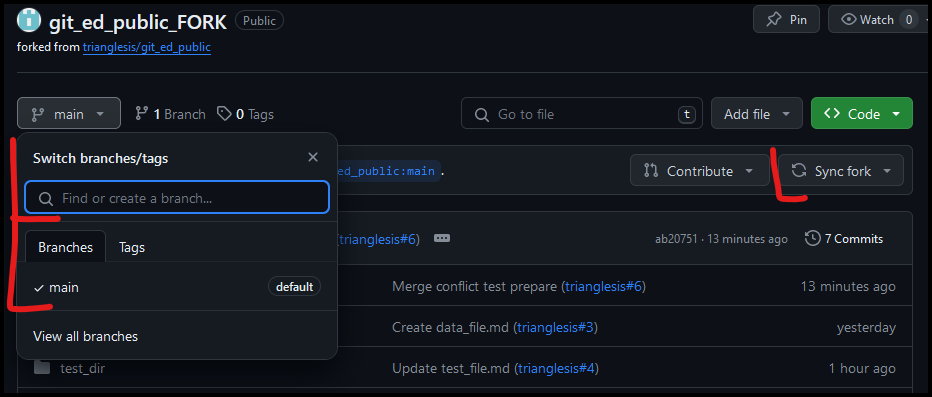 git_ed_public_FORK Public Pin Watch 0
forked from trianglesis/git_ed_public
main 1 Branch 0 Tags Go to file t Add file Code
Switch branches/tags
ed_public:main . Contribute Sync fork
Find or create a branch...
Branches Tags
(trianglesis#6) ab20751 · 13 minutes ago 7 Commits
main default
Merge conflict test prepare (trianglesis#6) 13 minutes ago
View all branches
Create data_file.md (trianglesis#3) yesterday
test_dir Update test_file.md (trianglesis#4) 1 hour ago